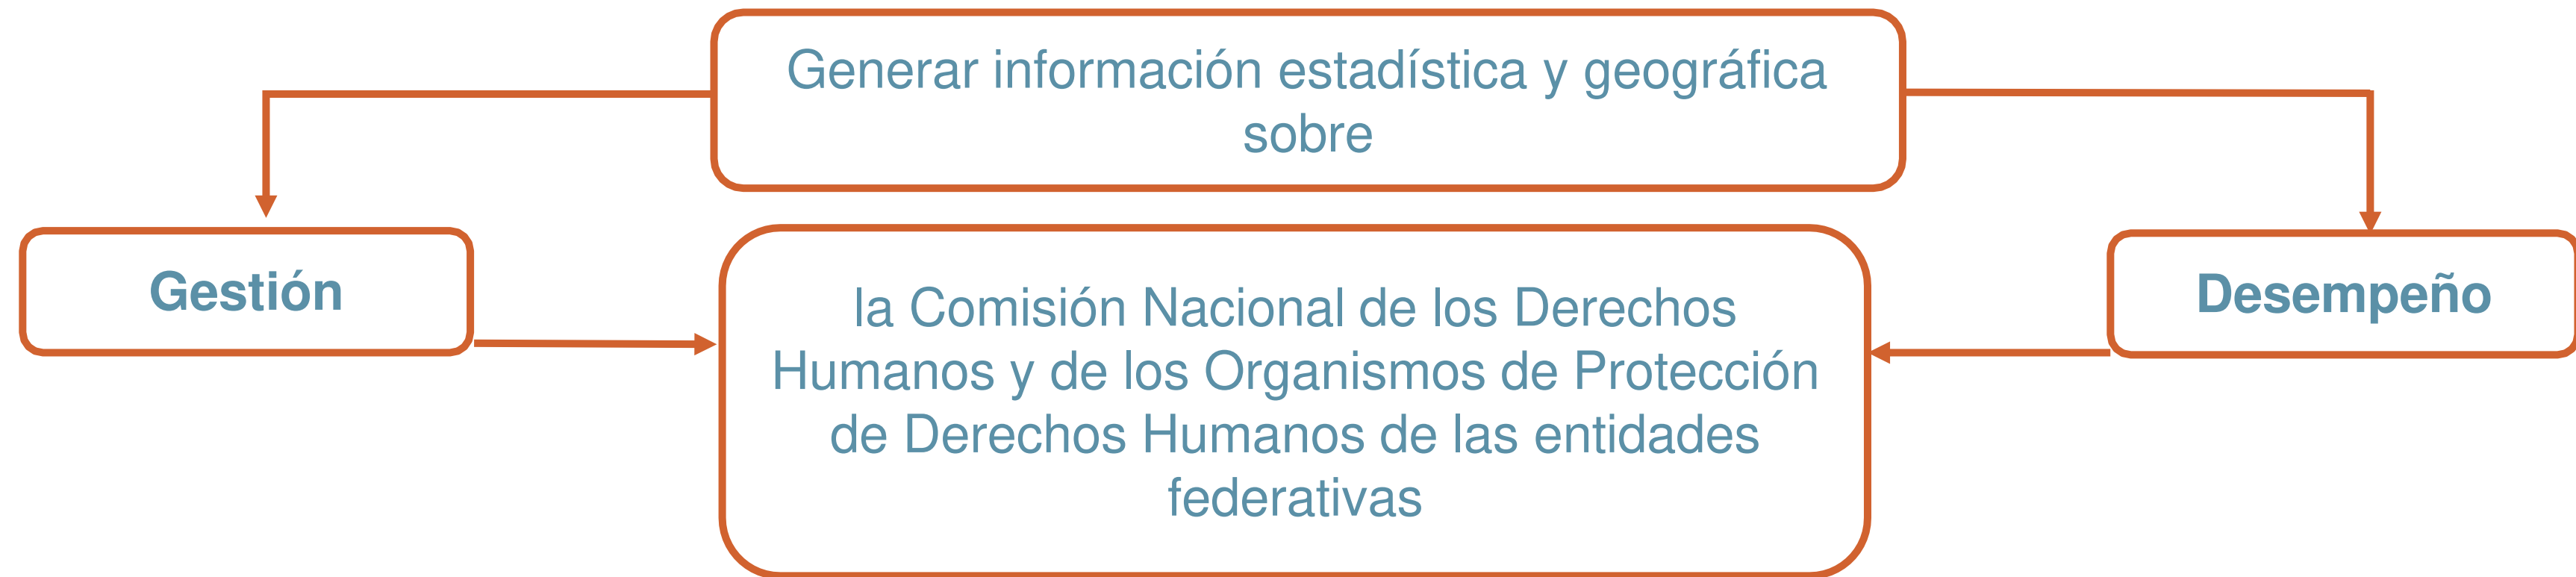 Generar información estadística y geográfica
sobre
Gestión
Desempeño
la Comisión Nacional de los Derechos
Humanos y de los Organismos de Protección
de Derechos Humanos de las entidades
federativas